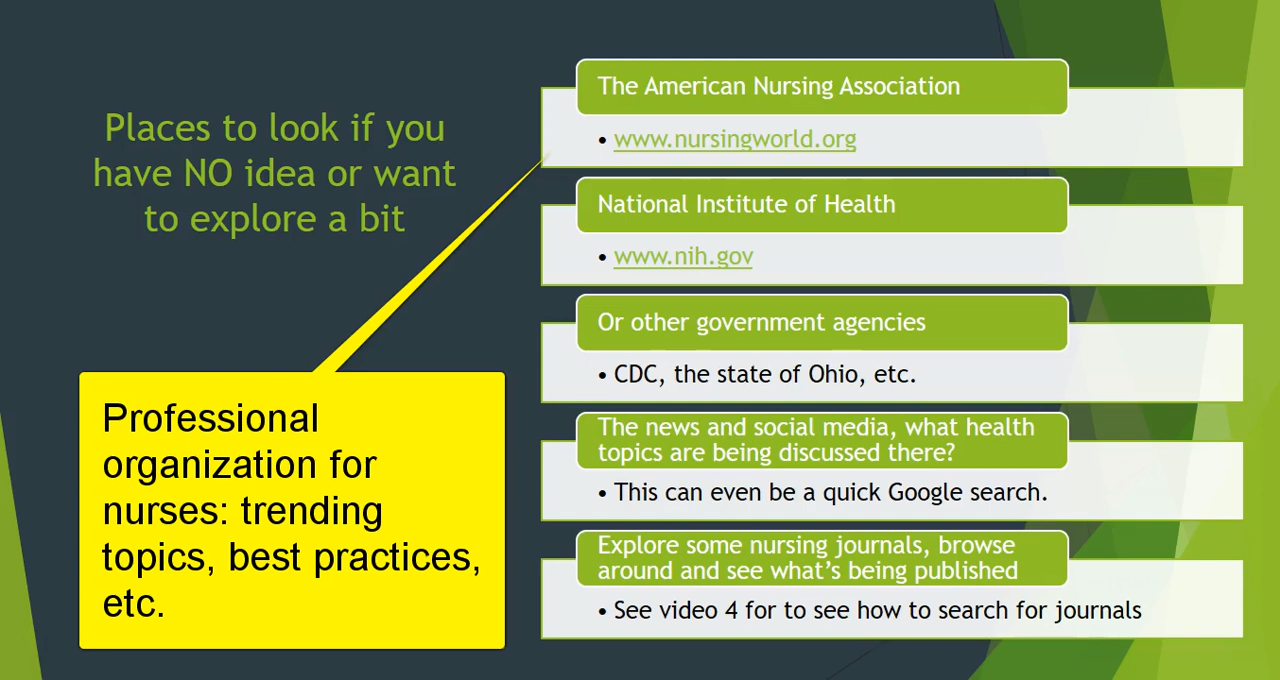 Places to look if you
have NO idea or want
to explore a bit
Professional
organization for
nurses: trending
topics, best practices,
etc.
The American Nursing Association
• www.nursingworld.org
National Institute of Health
• www.nih.gov
Or other government agencies
• CDC, the state of Ohio, etc.
The news and social media, what health
topics are being discussed there?
• This can even be a quick Google search.
Explore some nursing journals, browse
around and see what’s being published
• See video 4 for to see how to search for journals